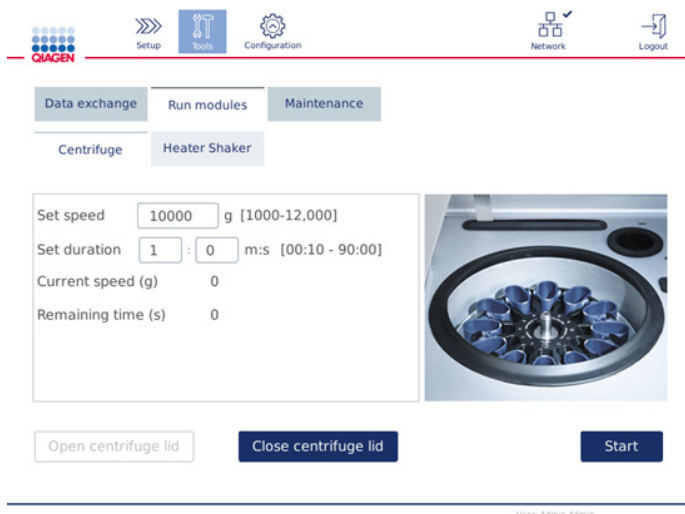 Setup
Tools
Configuration
Network
Logout
QIAGEN
Data exchange Run modules Maintenance
Centrifuge Heater Shaker
Set speed 10000 g [1000-12,000]
Set duration 1 : 0 m:s [00:10 - 90:00]
Current speed (g) 0
Remaining time (s) 0
Open centrifuge lid Close centrifuge lid Start